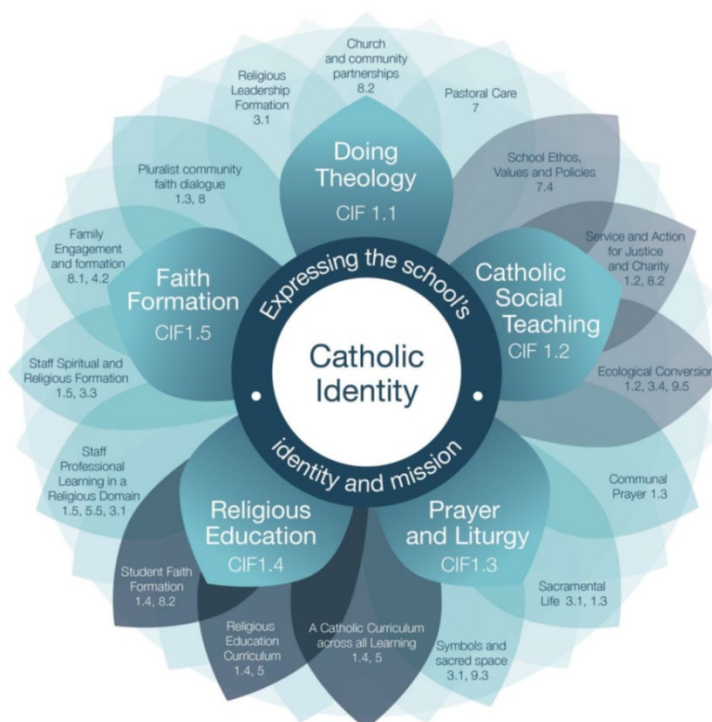 Church
and community
partnerships
8.2
Religious
Leadership
Formation
3.1
Pastoral Care
7
Doing
Theology
CIF 1.1
School Ethos,
Values and Policies
7.4
Pluralist community
faith dialogue
1.3, 8
Family
Engagement
and formation
8.1, 4.2
Service and Action
for Justice
and Charity
1.2, 8.2
Faith
Formation
CIF1.5
Expressing the school's
identity and mission
Catholic
Identity
Catholic
Social
Teaching
CIF 1.2
Staff Spiritual and
Religious Formation
1.5, 3.3
Ecological Conversion
1.2, 3.4, 9.5
Staff
Professional
Learning in a
Religious Domain
1.5, 5.5, 3.1
Religious
Education
CIF1.4
Prayer
and Liturgy
CIF1.3
Communal
Prayer 1.3
Student Faith
Formation
1.4, 8.2
Religious
Education
Curriculum
1.4, 5
A Catholic Curriculum
across all Learning
1.4, 5
Symbols and
sacred space
3.1, 9.3
Sacramental
Life 3.1, 1.3